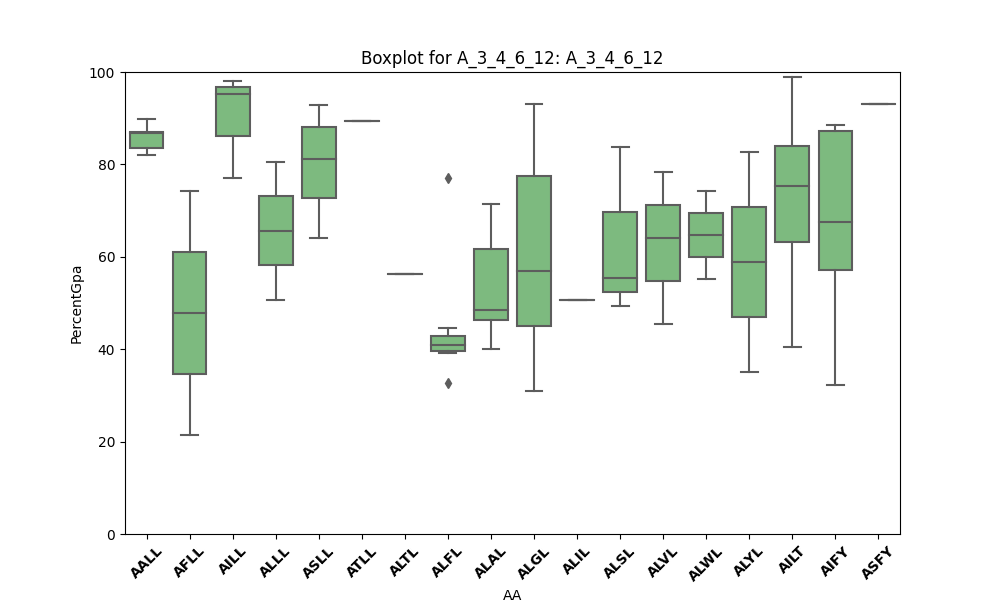 Boxplot for A_3_4_6_12: A_3_4_6_12
100
80
60
40
20
0
PercentGpa
AALL AFLL AILL ALLL ASLL ATLL ALTL ALFL ALAL ALGL ALIL ALSL ALVL ALWL ALYL AILT AIFY ASFY
AA